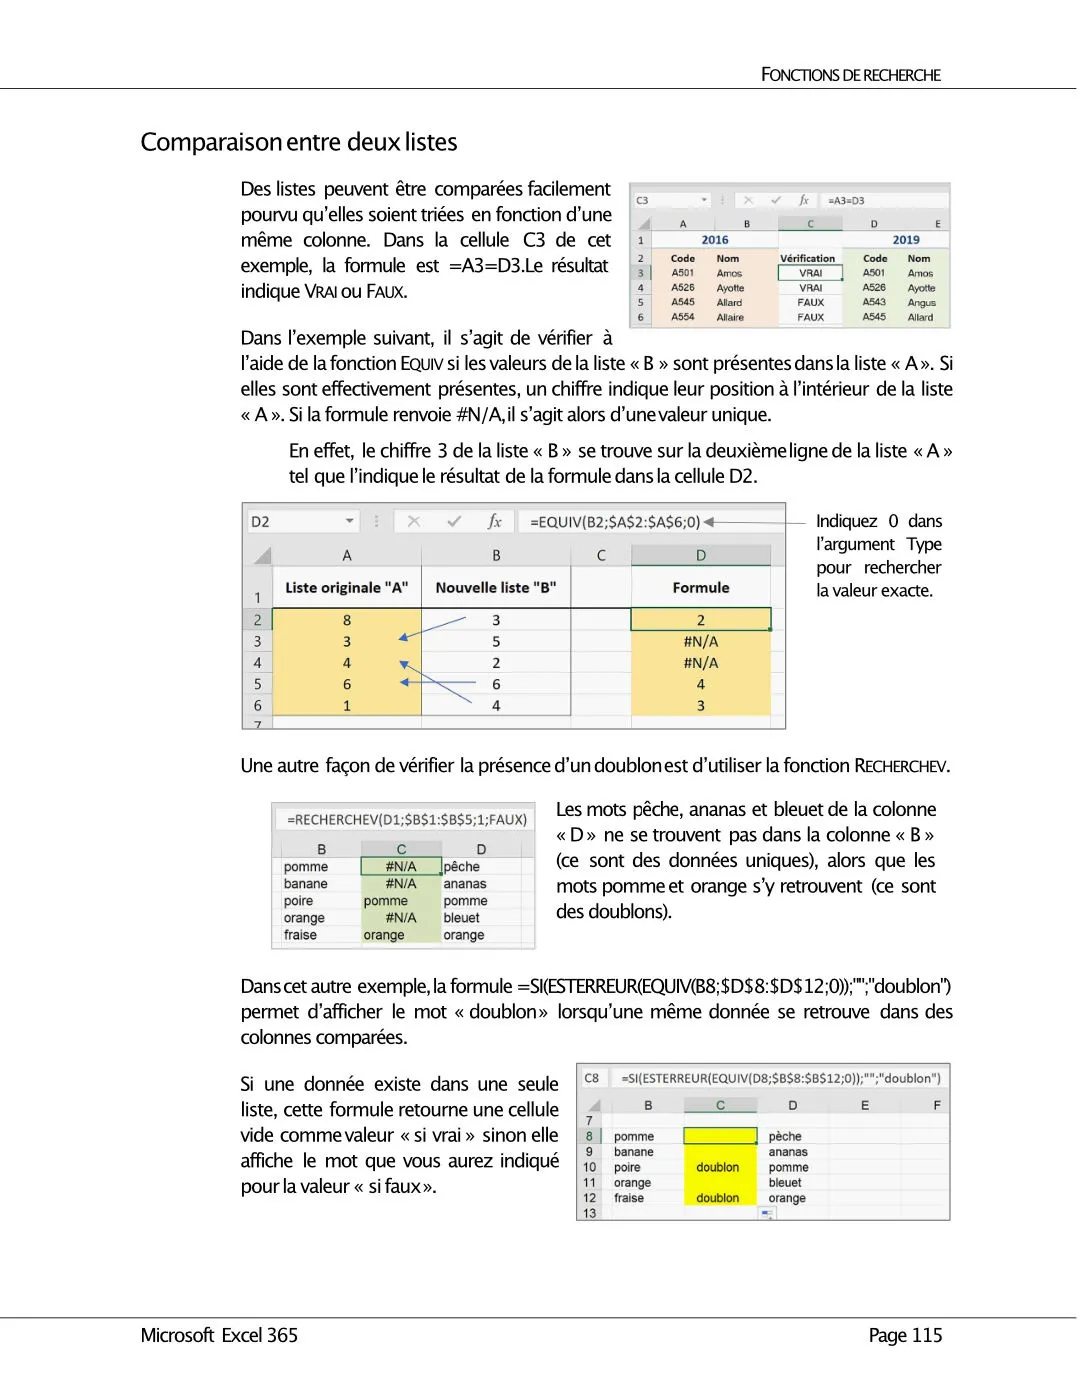 FONCTIONS DE RECHERCHE
Comparaison entre deux listes
Des listes peuvent être comparées facilement
pourvu qu'elles soient triées en fonction d'une
même colonne. Dans la cellule C3 de cet
exemple, la formule est =A3=D3.Le résultat
indique VRAI ou FAUX.
C3 fx =A3=D3
A B C D E
1 2016 2019
2 Code Nom Vérification Code Nom
3 A501 Amos VRAI A501 Amos
4 A526 Ayotte VRAI A526 Ayotte
5 A545 Allard FAUX A543 Angus
6 A554 Allaire FAUX A545 Allard
Dans l'exemple suivant, il s'agit de vérifier à
l'aide de la fonction EQUIV si les valeurs de la liste « B » sont présentes dans la liste « A ». Si
elles sont effectivement présentes, un chiffre indique leur position à l'intérieur de la liste
« A ». Si la formule renvoie #N/A, il s'agit alors d'une valeur unique.
En effet, le chiffre 3 de la liste « B » se trouve sur la deuxième ligne de la liste « A »
tel que l'indique le résultat de la formule dans la cellule D2.
D2 fx =EQUIV(B2;$A$2:$A$6;0)
A B C D
1 Liste originale "A" Nouvelle liste "B" Formule
2 8 3 2
3 3 5 #N/A
4 4 2 #N/A
5 6 6 4
6 1 4 3
7
Indiquez 0 dans
l'argument Type
pour rechercher
la valeur exacte.
Une autre façon de vérifier la présence d'un doublon est d'utiliser la fonction RECHERCHEV.
=RECHERCHEV(D1;$B$1:$B$5;1;FAUX)
B C D
pomme #N/A pêche
banane #N/A ananas
poire pomme pomme
orange #N/A bleuet
fraise orange orange
Les mots pêche, ananas et bleuet de la colonne
« D » ne se trouvent pas dans la colonne « B »
(ce sont des données uniques), alors que les
mots pomme et orange s'y retrouvent (ce sont
des doublons).
Dans cet autre exemple, la formule =SI(ESTERREUR(EQUIV(B8;$D$8:$D$12;0));"";"doublon")
permet d'afficher le mot « doublon » lorsqu'une même donnée se retrouve dans des
colonnes comparées.
Si une donnée existe dans une seule
liste, cette formule retourne une cellule
vide comme valeur « si vrai » sinon elle
affiche le mot que vous aurez indiqué
pour la valeur « si faux ».
C8 =SI(ESTERREUR(EQUIV(D8;$B$8:$B$12;0));"";"doublon")
B C D E F
7
8 pomme pèche
9 banane ananas
10 poire doublon pomme
11 orange bleuet
12 fraise doublon orange
13
Microsoft Excel 365 Page 115